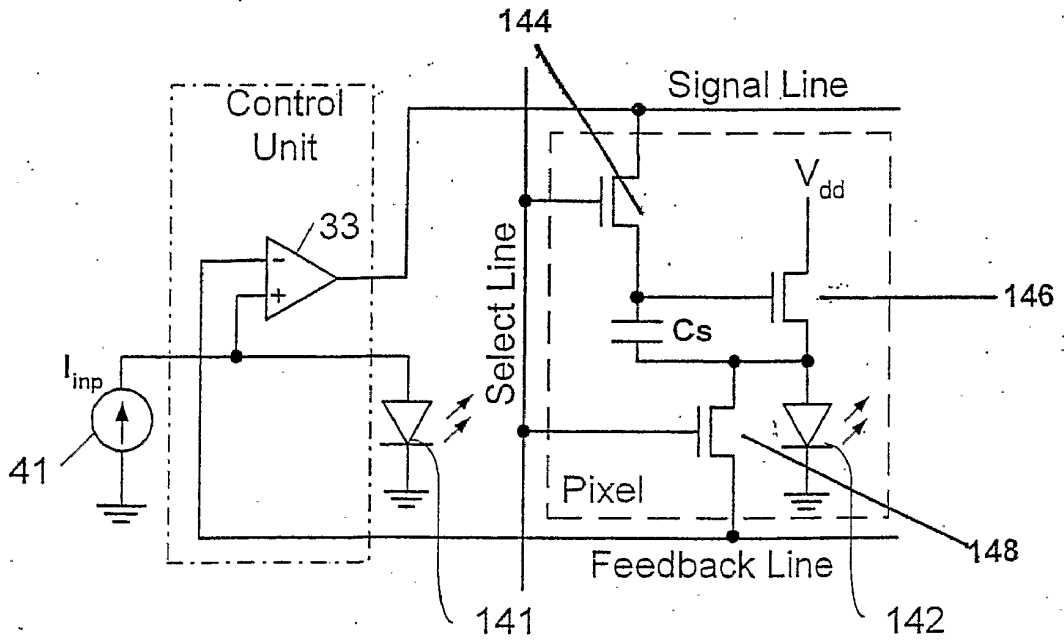 144
Control
Unit
Signal Line
V_dd
33
-
+
Select Line
146
Cs
I_inp
41
Pixel
148
Feedback Line
141
142